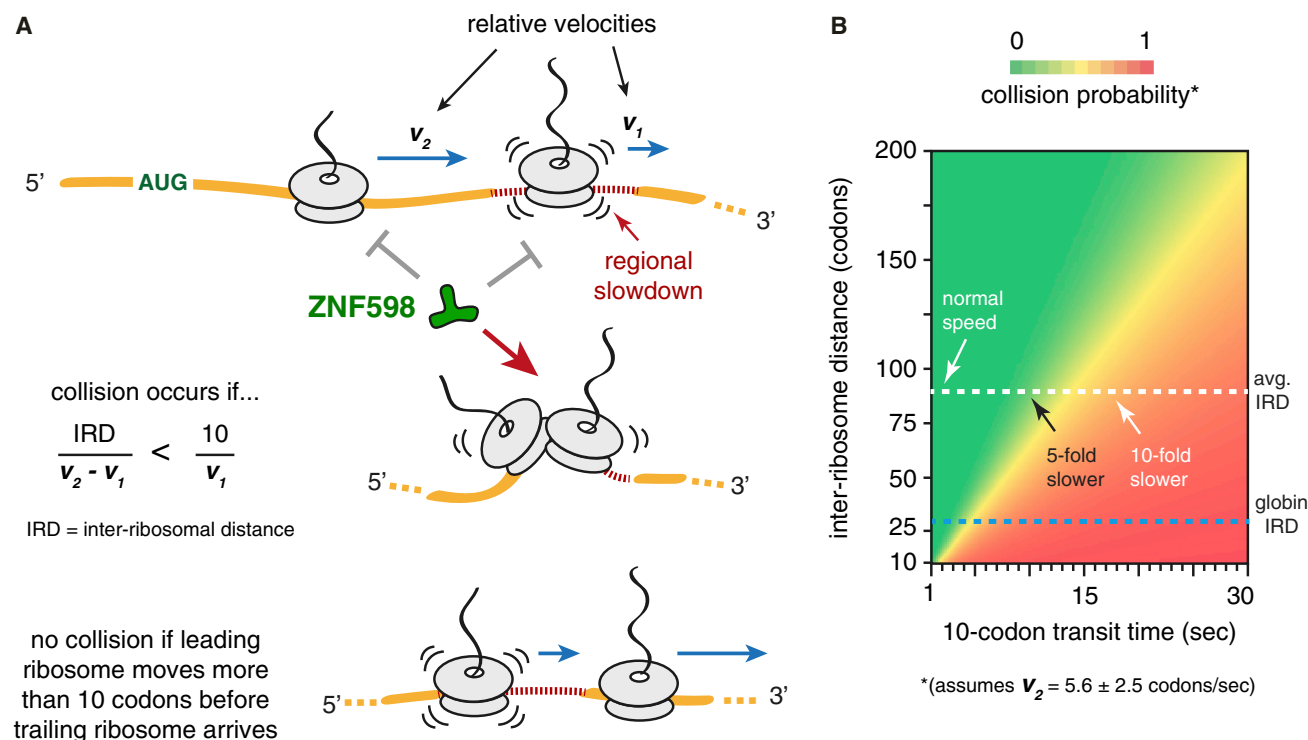 A
relative velocities
v2
v1
5’
AUG
3’
regional
slowdown
ZNF598
collision occurs if...
IRD
v2 - v1
<
10
v1
IRD = inter-ribosomal distance
5’
3’
no collision if leading
ribosome moves more
than 10 codons before
trailing ribosome arrives
5’
3’
B
0 1
collision probability*
inter-ribosome distance (codons)
200
150
100
75
50
25
10
normal
speed
avg.
IRD
5-fold
slower
10-fold
slower
globin
IRD
1 15 30
10-codon transit time (sec)
*(assumes v2 = 5.6 ± 2.5 codons/sec)